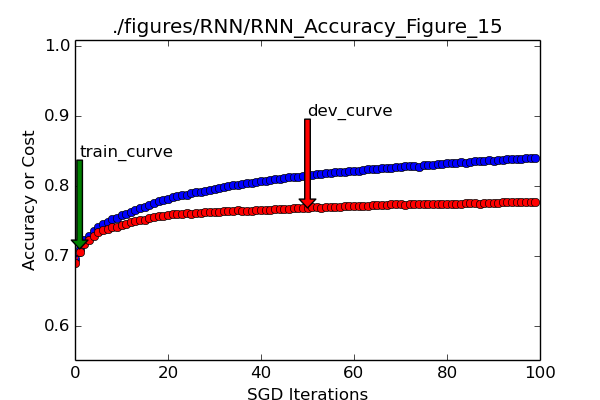 ./figures/RNN/RNN_Accuracy_Figure_15
1.0
0.9
0.8
0.7
0.6
Accuracy or Cost
train_curve
dev_curve
0 20 40 60 80 100
SGD Iterations